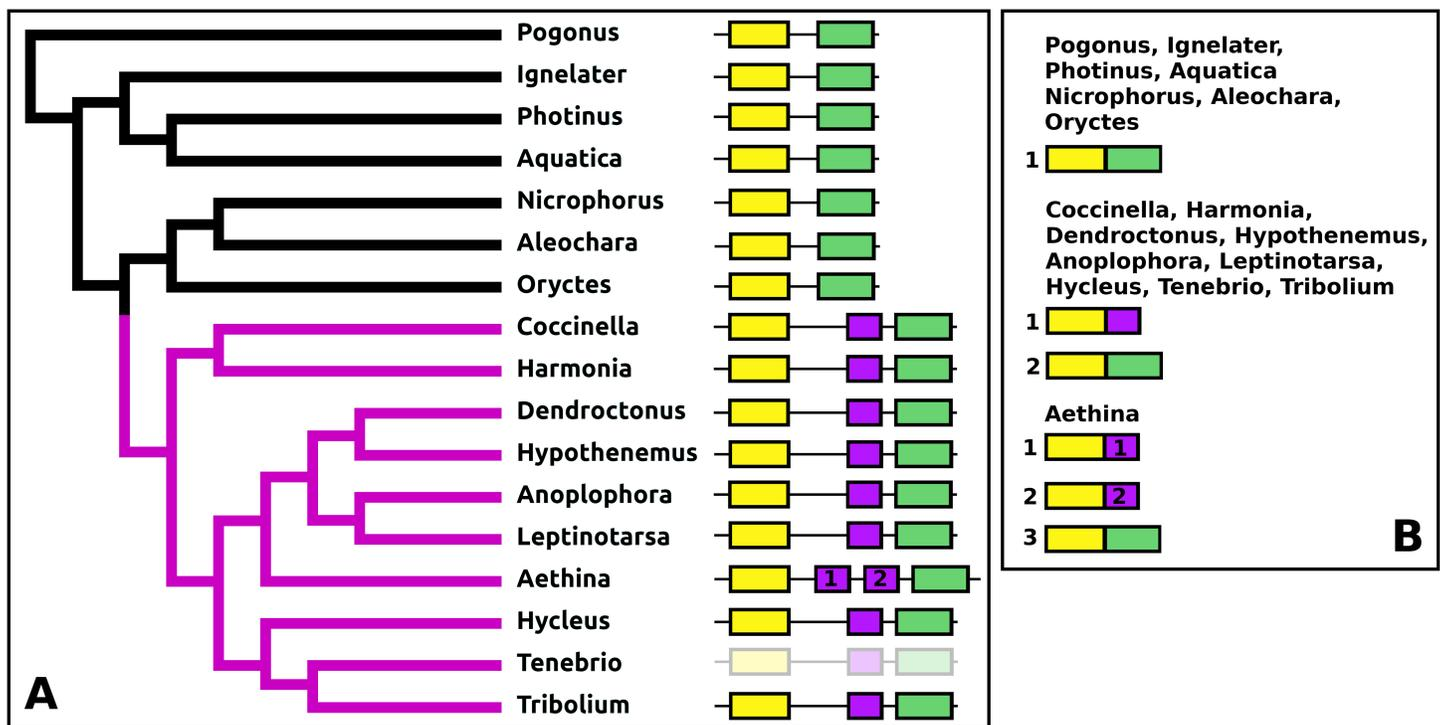 Pogonus
Ignelater
Photinus
Aquatica
Nicrophorus
Aleochara
Oryctes
Coccinella
Harmonia
Dendroctonus
Hypothenemus
Anoplophora
Leptinotarsa
Aethina 1 2
Hycleus
Tenebrio
Tribolium
A
Pogonus, Ignelater,
Photinus, Aquatica
Nicrophorus, Aleochara,
Oryctes
1
Coccinella, Harmonia,
Dendroctonus, Hypothenemus,
Anoplophora, Leptinotarsa,
Hycleus, Tenebrio, Tribolium
1
2
Aethina
1 1
2 2
3
B